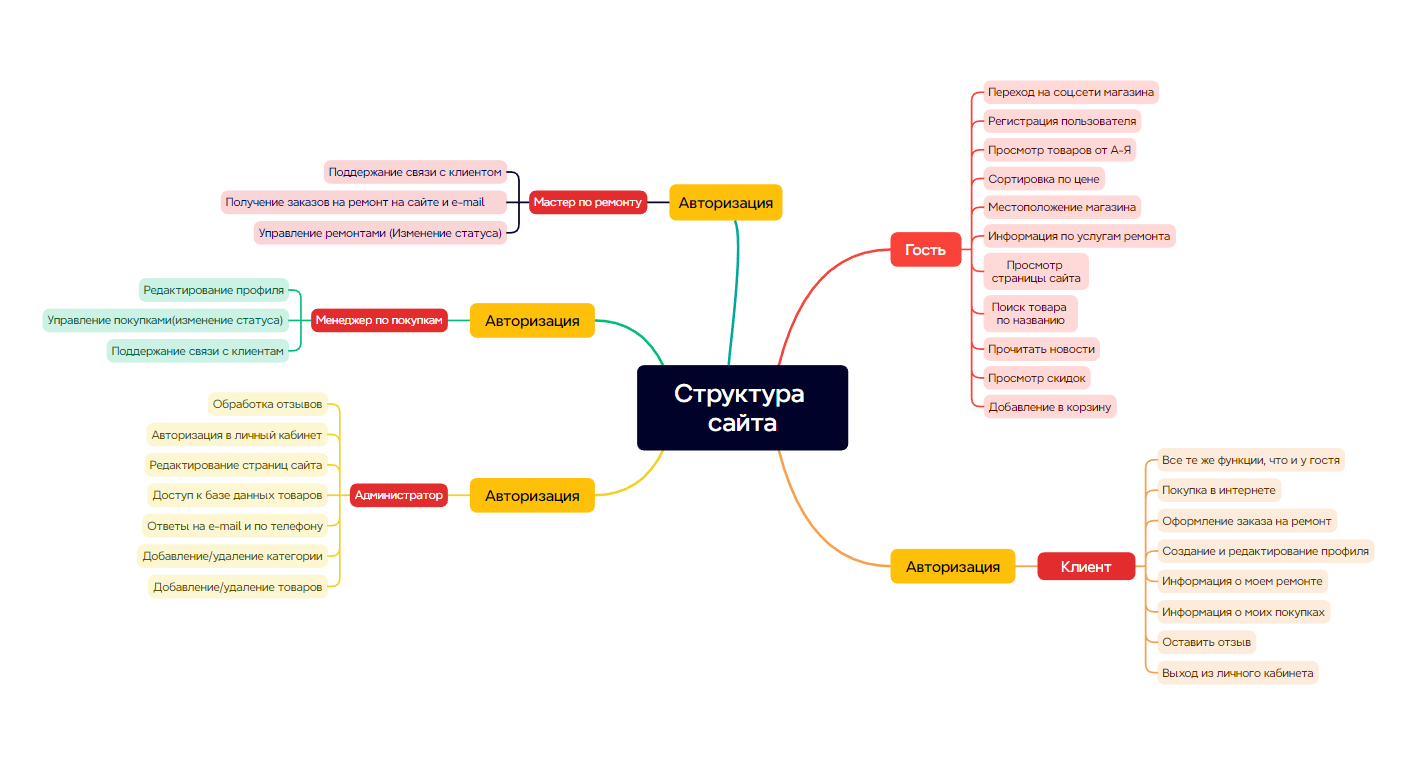 Структура
сайта
Гость
Переход на соц.сети магазина
Регистрация пользователя
Просмотр товаров от А-Я
Сортировка по цене
Местоположение магазина
Информация по услугам ремонта
Просмотр
страницы сайта
Поиск товара
по названию
Прочитать новости
Просмотр скидок
Добавление в корзину
Авторизация
Клиент
Все те же функции, что и у гостя
Покупка в интернете
Оформление заказа на ремонт
Создание и редактирование профиля
Информация о моем ремонте
Информация о моих покупках
Оставить отзыв
Выход из личного кабинета
Авторизация
Мастер по ремонту
Поддержание связи с клиентом
Получение заказов на ремонт на сайте и e-mail
Управление ремонтами (Изменение статуса)
Авторизация
Менеджер по покупкам
Редактирование профиля
Управление покупками(изменение статуса)
Поддержание связи с клиентам
Авторизация
Администратор
Обработка отзывов
Авторизация в личный кабинет
Редактирование страниц сайта
Доступ к базе данных товаров
Ответы на e-mail и по телефону
Добавление/удаление категории
Добавление/удаление товаров